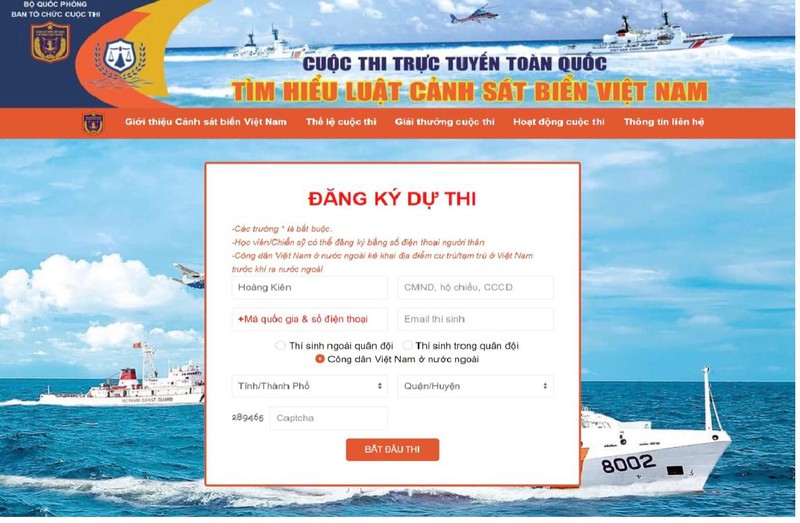 BỘ QUỐC PHÒNG
BAN TỔ CHỨC CUỘC THI
CUỘC THI TRỰC TUYẾN TOÀN QUỐC
TÌM HIỂU LUẬT CẢNH SÁT BIỂN VIỆT NAM
Giới thiệu Cảnh sát biển Việt Nam Thể lệ cuộc thi Giải thưởng cuộc thi Hoạt động cuộc thi Thông tin liên hệ
ĐĂNG KÝ DỰ THI
-Các trường * là bắt buộc.
-Học viên/Chiến sỹ có thể đăng ký bằng số điện thoại người thân
-Công dân Việt Nam ở nước ngoài kê khai địa điểm cư trú/tạm trú ở Việt Nam
trước khi ra nước ngoài
Hoàng Kiên CMND, hộ chiếu, CCCD
+Mã quốc gia & số điện thoại Email thí sinh
Thí sinh ngoài quân đội Thí sinh trong quân đội
Công dân Việt Nam ở nước ngoài
Tỉnh/Thành Phố Quận/Huyện
289465 Captcha
BẮT ĐẦU THI
VIETNAM COAST GUARD
8002